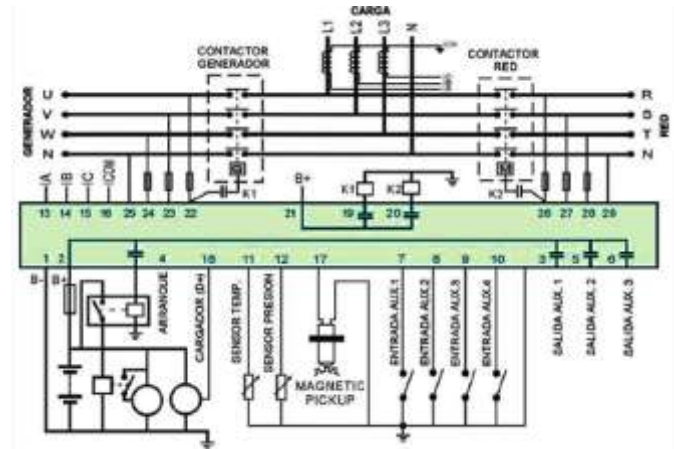 CARGA
L1 L2 L3 N
CONTACTOR
GENERADOR
CONTACTOR
RED
GENERADOR
U
V
W
N
R
S
T
N
RED
IA IB IC ICOM
K1
B+
K1
K2
K2
13 14 15 16 25 24 23 22 21 19 20 26 27 28 29
1 2 4 18 11 12 17 7 8 9 10 3 5 6
B-
B+
ARRANQUE
CARGADOR (D+)
SENSOR TEMP.
SENSOR PRESION
MAGNETIC
PICKUP
ENTRADA AUX.1
ENTRADA AUX.2
ENTRADA AUX.3
ENTRADA AUX.4
SALIDA AUX. 1
SALIDA AUX. 2
SALIDA AUX. 3